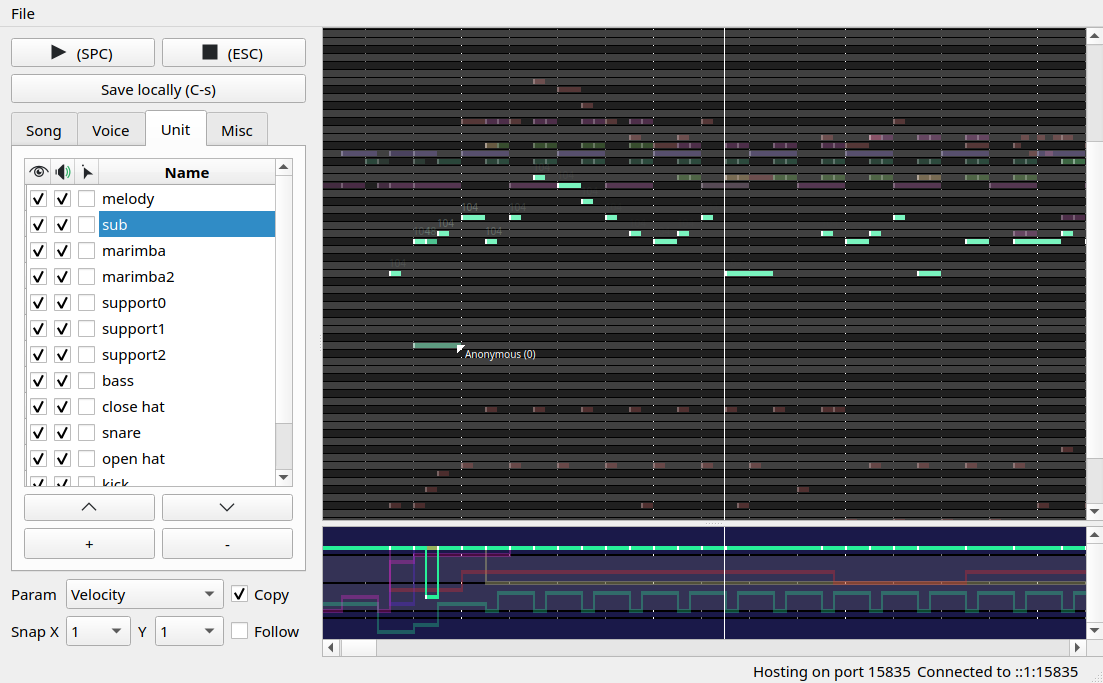 File
(SPC)
(ESC)
Save locally (C-s)
Song
Voice
Unit
Misc
Name
melody
sub
marimba
marimba2
support0
support1
support2
bass
close hat
snare
open hat
kick
+
-
Param
Velocity
Copy
Snap X
1
Y
1
Follow
104
104
104
104
104
Anonymous (0)
Hosting on port 15835 Connected to ::1:15835